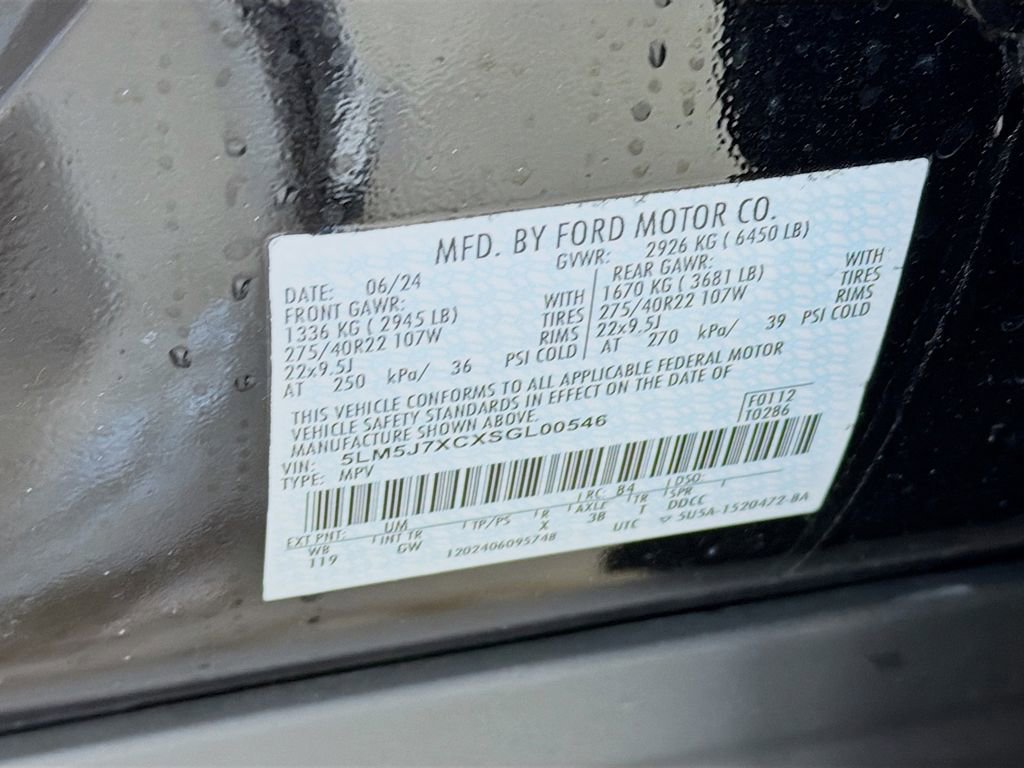 MFD. BY FORD MOTOR CO.
DATE: 06/24 GVWR: 2926 KG ( 6450 LB)
FRONT GAWR: REAR GAWR:
1336 KG ( 2945 LB) WITH 1670 KG ( 3681 LB) WITH
275/40R22 107W TIRES 275/40R22 107W TIRES
22x9.5J RIMS 22x9.5J RIMS
AT 250 kPa/ 36 PSI COLD AT 270 kPa/ 39 PSI COLD
THIS VEHICLE CONFORMS TO ALL APPLICABLE FEDERAL MOTOR
VEHICLE SAFETY STANDARDS IN EFFECT ON THE DATE OF
MANUFACTURE SHOWN ABOVE.
VIN: 5LM5J7XCXSGL00546 F0112
TYPE: MPV T0286
EXT PNT: UM RC: B4 DSO:
WB INT TR TP/PS R AXLE TR SPR
119 GW X 3B T DDCC
1202406095748 UTC ▽ 5U5A-1520472-BA